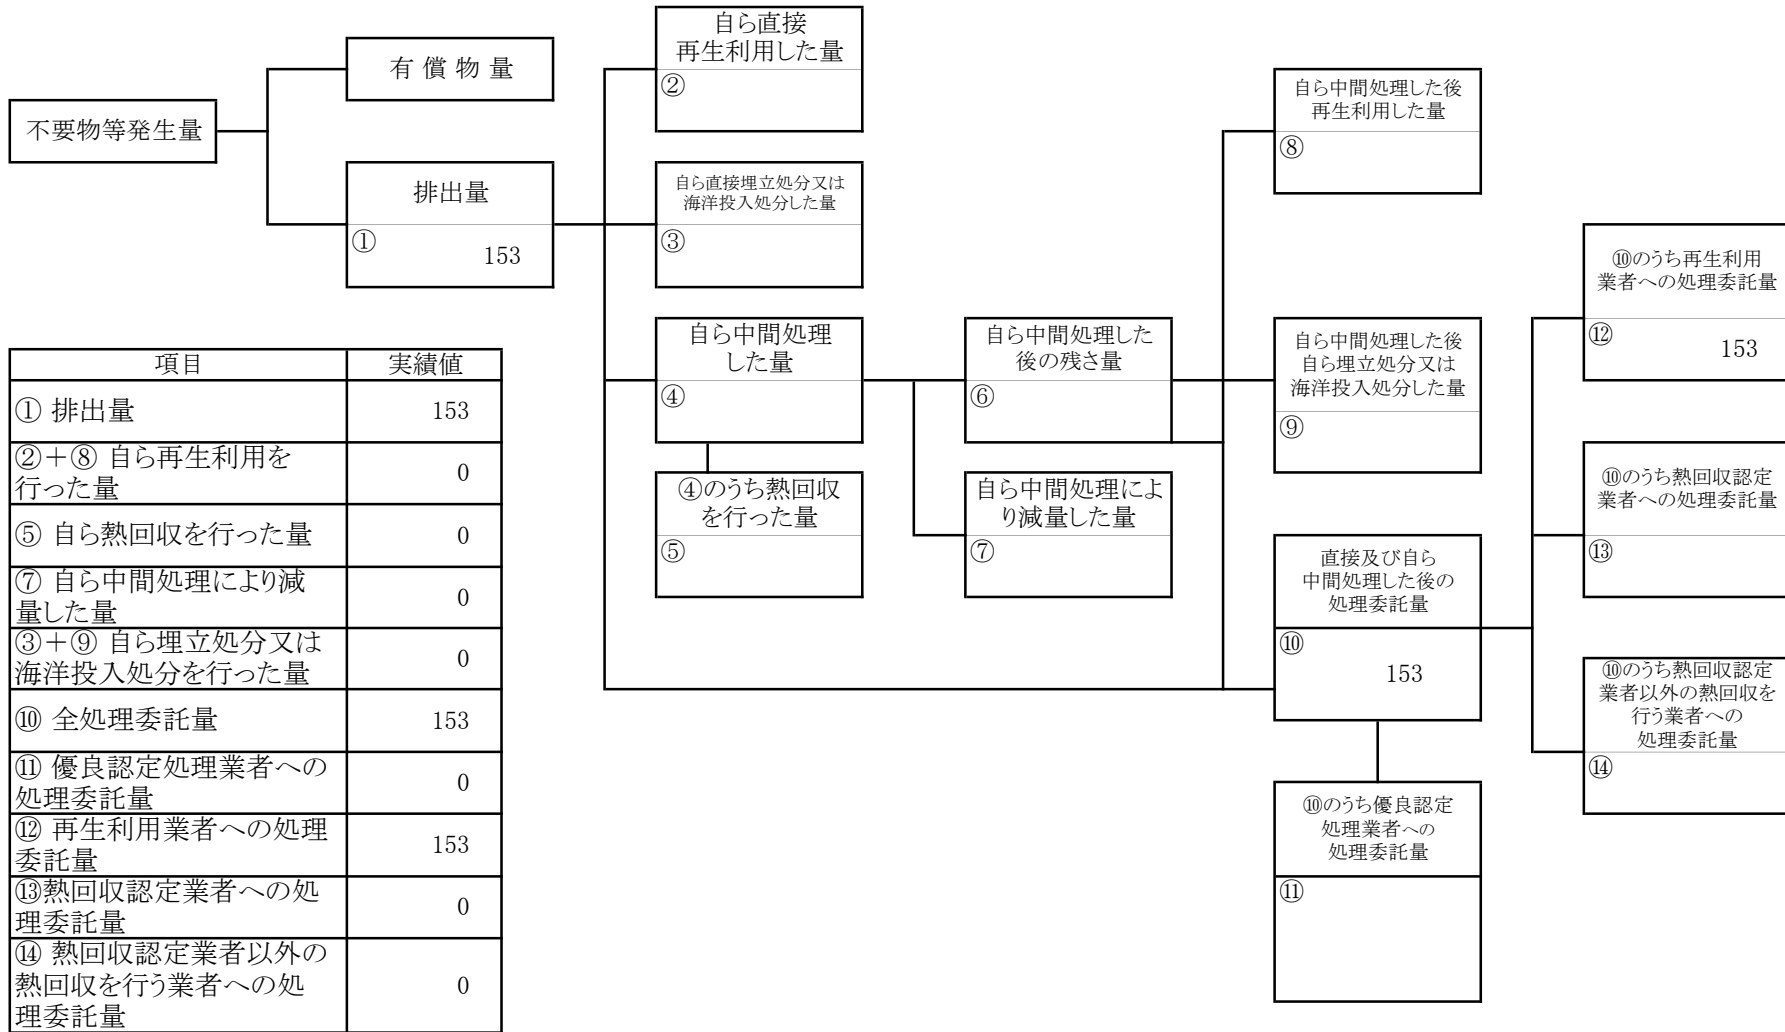 不要物等発生量
有 償 物 量
排出量
①
153
自ら直接
再生利用した量
②
自ら直接埋立処分又は
海洋投入処分した量
③
自ら中間処理
した量
④
④のうち熱回収
を行った量
⑤
自ら中間処理した
後の残さ量
⑥
自ら中間処理によ
り減量した量
⑦
自ら中間処理した後
再生利用した量
⑧
自ら中間処理した後
自ら埋立処分又は
海洋投入処分した量
⑨
直接及び自ら
中間処理した後の
処理委託量
⑩
153
⑩のうち優良認定
処理業者への
処理委託量
⑪
⑩のうち再生利用
業者への処理委託量
⑫
153
⑩のうち熱回収認定
業者への処理委託量
⑬
⑩のうち熱回収認定
業者以外の熱回収を
行う業者への
処理委託量
⑭
項目 実績値
① 排出量 153
②+⑧ 自ら再生利用を
行った量 0
⑤ 自ら熱回収を行った量 0
⑦ 自ら中間処理により減
量した量 0
③+⑨ 自ら埋立処分又は
海洋投入処分を行った量 0
⑩ 全処理委託量 153
⑪ 優良認定処理業者への
処理委託量 0
⑫ 再生利用業者への処理
委託量 153
⑬熱回収認定業者への処
理委託量 0
⑭ 熱回収認定業者以外の
熱回収を行う業者への処
理委託量 0